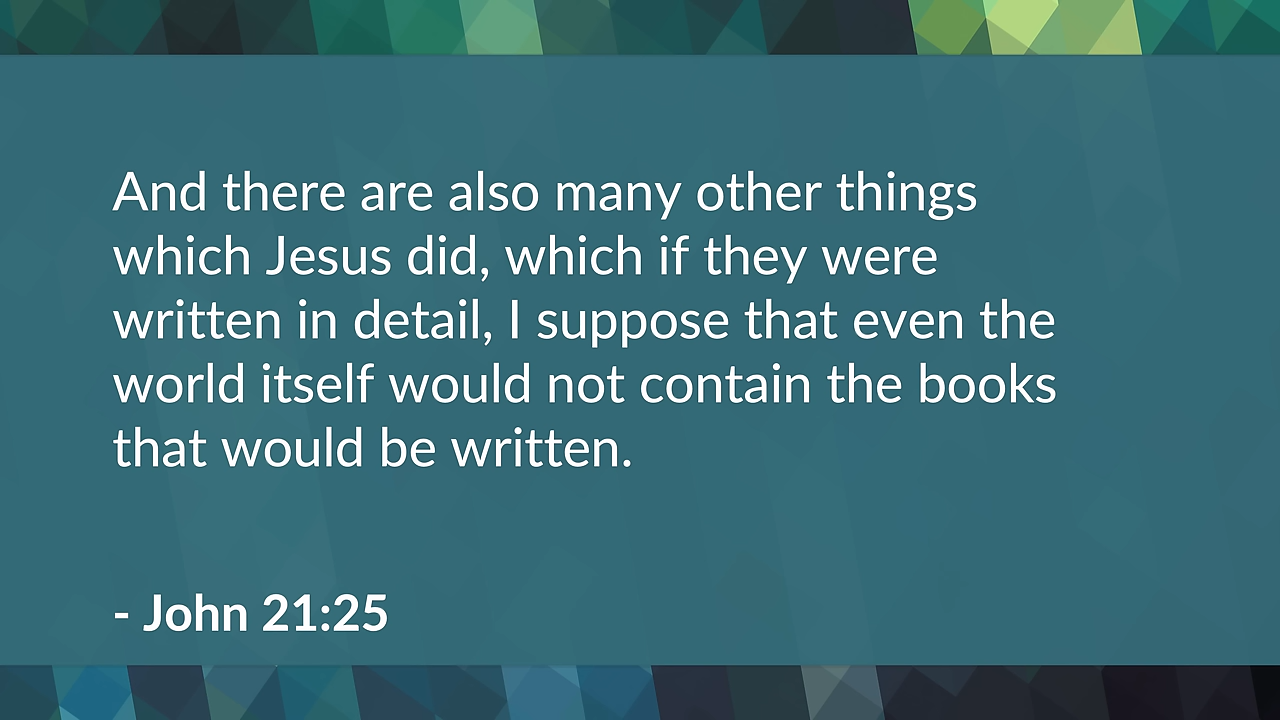 And there are also many other things
which Jesus did, which if they were
written in detail, I suppose that even the
world itself would not contain the books
that would be written.
- John 21:25